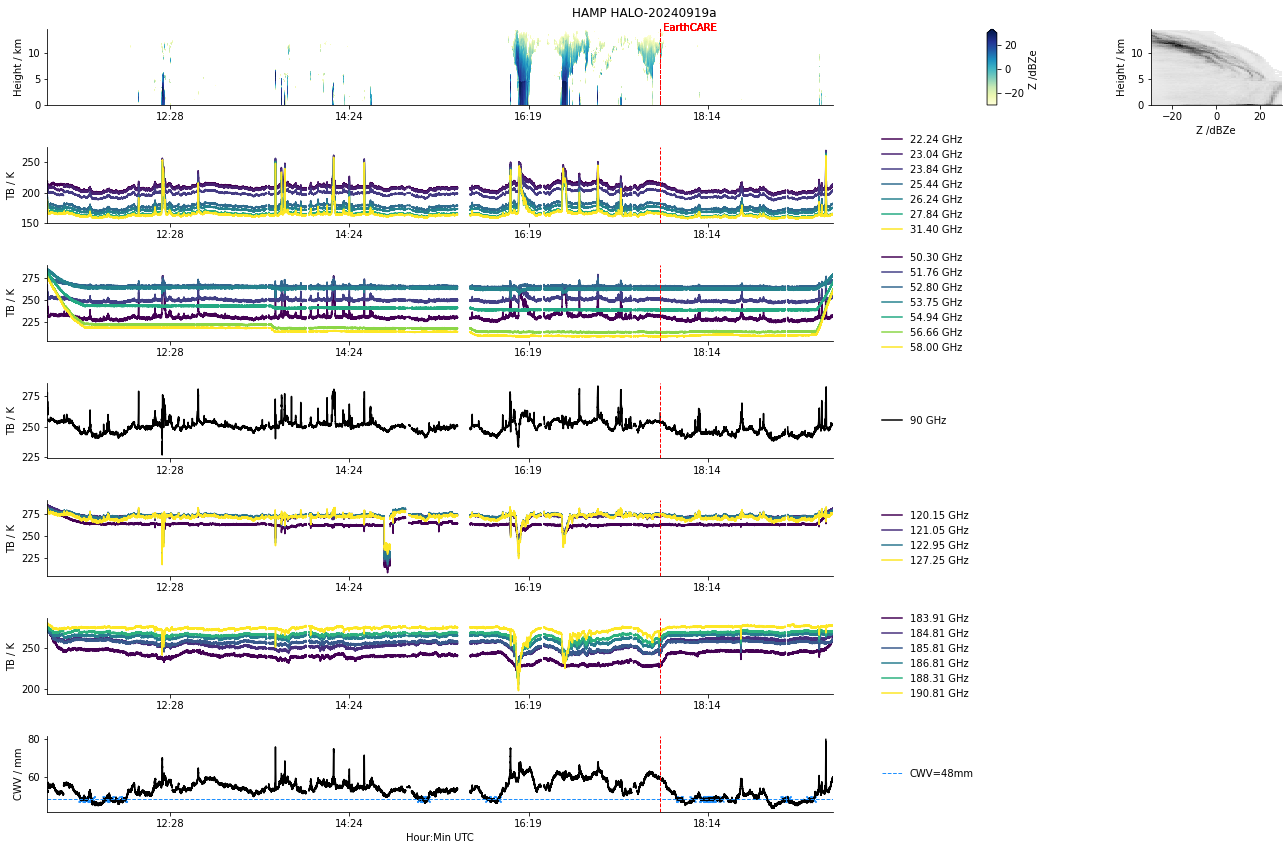 HAMP HALO-20240919a
EarthCARE
Height / km
10
5
0
12:28
14:24
16:19
18:14
20
0
−20
Z /dBZe
Height / km
10
5
0
−20
0
20
Z /dBZe
TB / K
250
200
150
12:28
14:24
16:19
18:14
22.24 GHz
23.04 GHz
23.84 GHz
25.44 GHz
26.24 GHz
27.84 GHz
31.40 GHz
TB / K
275
250
225
12:28
14:24
16:19
18:14
50.30 GHz
51.76 GHz
52.80 GHz
53.75 GHz
54.94 GHz
56.66 GHz
58.00 GHz
TB / K
275
250
225
12:28
14:24
16:19
18:14
90 GHz
TB / K
275
250
225
12:28
14:24
16:19
18:14
120.15 GHz
121.05 GHz
122.95 GHz
127.25 GHz
TB / K
250
200
12:28
14:24
16:19
18:14
183.91 GHz
184.81 GHz
185.81 GHz
186.81 GHz
188.31 GHz
190.81 GHz
CWV / mm
80
60
12:28
14:24
16:19
18:14
Hour:Min UTC
CWV=48mm